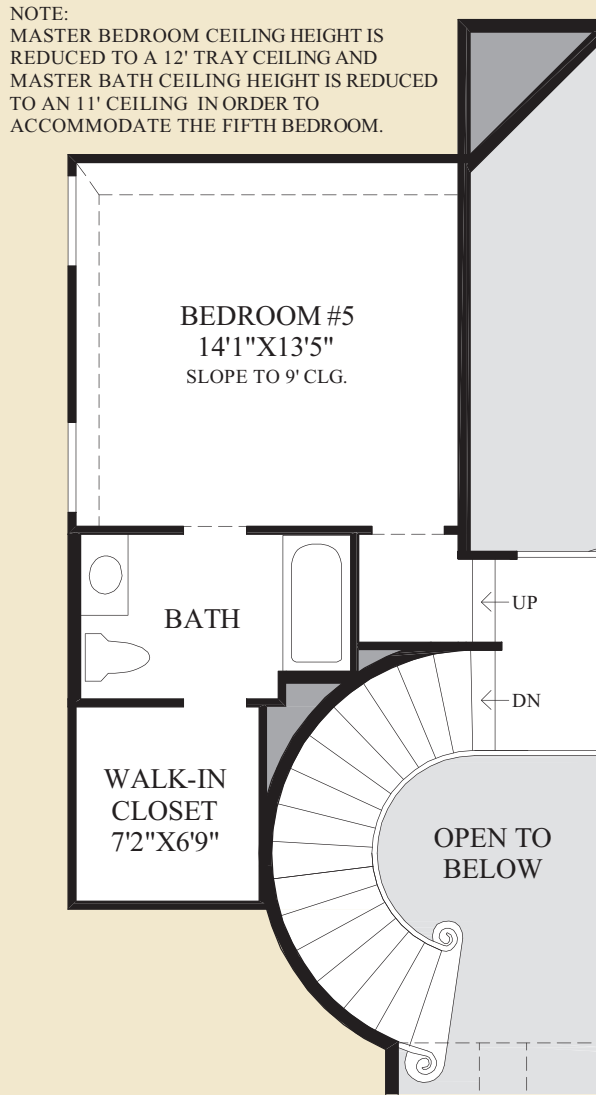 NOTE:
MASTER BEDROOM CEILING HEIGHT IS
REDUCED TO A 12' TRAY CEILING AND
MASTER BATH CEILING HEIGHT IS REDUCED
TO AN 11' CEILING IN ORDER TO
ACCOMMODATE THE FIFTH BEDROOM.
BEDROOM #5
14'1"X13'5"
SLOPE TO 9' CLG.
UP
BATH
DN
WALK-IN
CLOSET
7'2"X6'9"
OPEN TO
BELOW